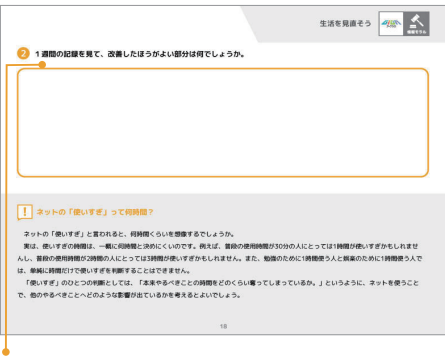 生活を見直そう
2 1週間の記録を見て、改善したほうがよい部分は何でしょうか。
! ネットの「使いすぎ」って何時間？
ネットの「使いすぎ」と言われると、何時間くらいを想像するでしょうか。
実は、使いすぎの時間は、一概に何時間と決めにくいのです。例えば、普段の使用時間が30分の人にとっては1時間が使いすぎかもしれませ
んし、普段の使用時間が2時間の人にとっては3時間が使いすぎかもしれません。また、勉強のために1時間使う人と娯楽のために1時間使う人で
は、単純に時間だけで使いすぎを判断することはできません。
「使いすぎ」のひとつの判断としては、「本来やるべきことの時間をどのくらい奪ってしまっているか。」というように、ネットを使うこと
で、他のやるべきことへどのような影響が出ているかを考えるとよいでしょう。
18